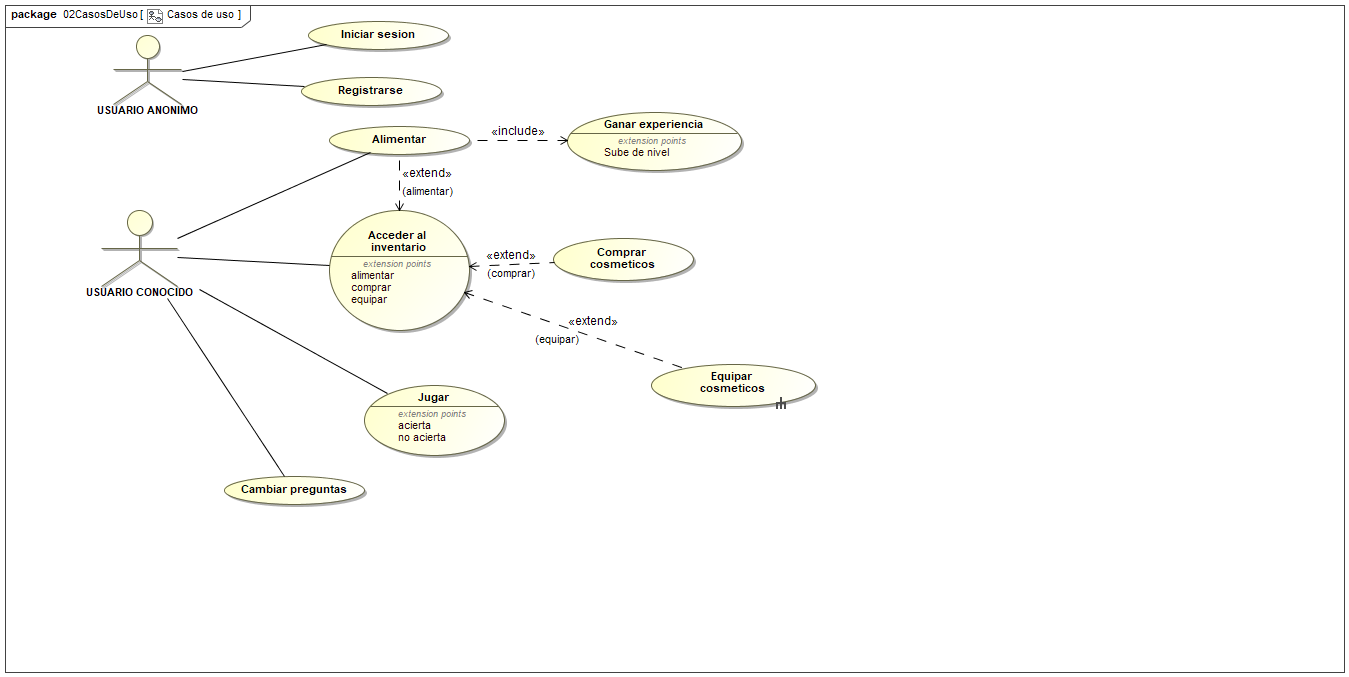 package 02CasosDeUso [ Casos de uso ]
Iniciar sesion
Registrarse
USUARIO ANONIMO
Alimentar
«include»
Ganar experiencia
extension points
Sube de nivel
«extend»
(alimentar)
Acceder al
inventario
extension points
alimentar
comprar
equipar
«extend»
(comprar)
Comprar
cosmeticos
USUARIO CONOCIDO
«extend»
(equipar)
Equipar
cosmeticos
Jugar
extension points
acierta
no acierta
Cambiar preguntas